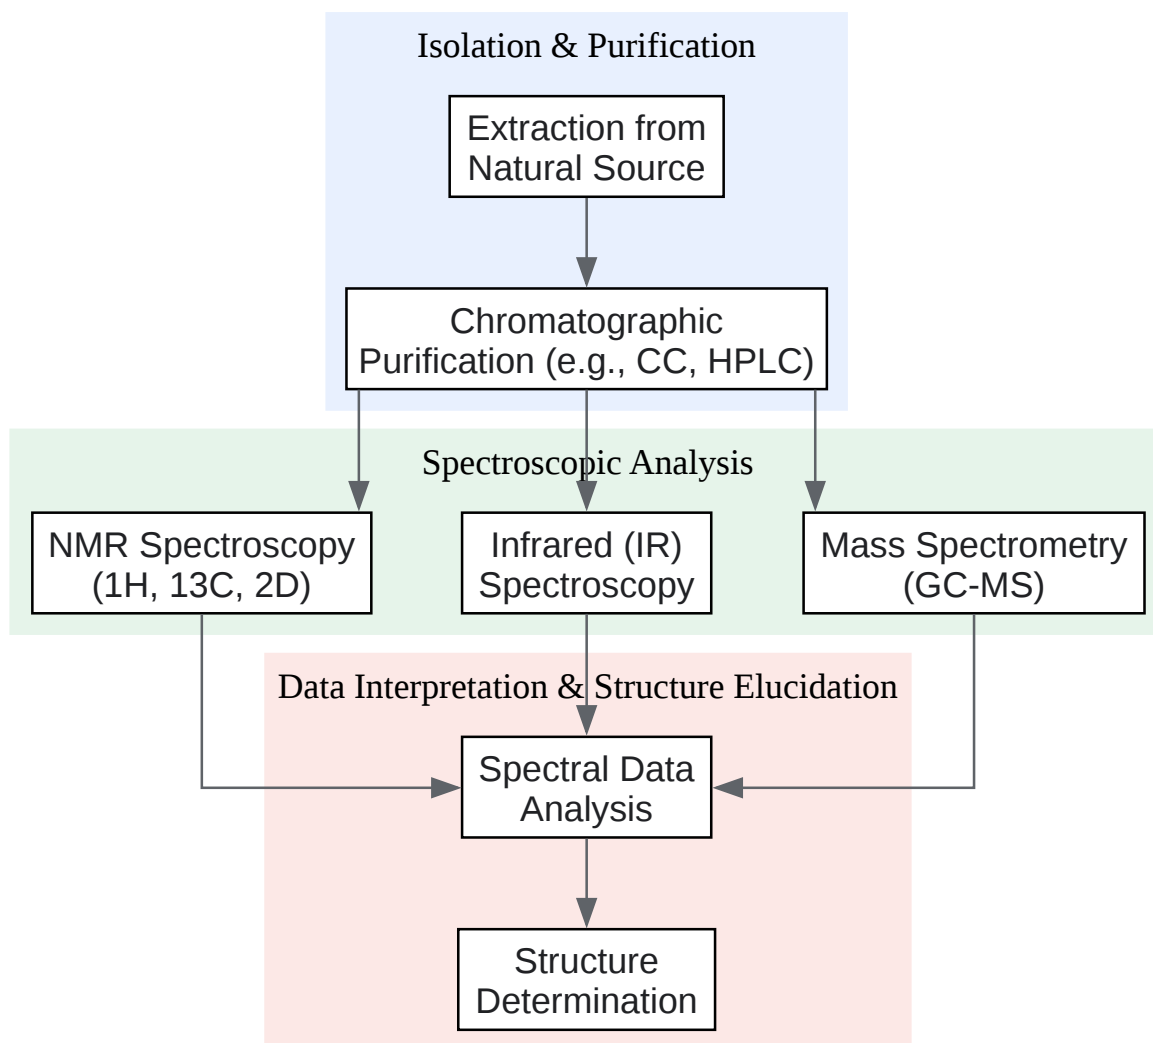 Isolation & Purification
Extraction from
Natural Source
Chromatographic
Purification (e.g., CC, HPLC)
Spectroscopic Analysis
NMR Spectroscopy
(1H, 13C, 2D)
Infrared (IR)
Spectroscopy
Mass Spectrometry
(GC-MS)
Data Interpretation & Structure Elucidation
Spectral Data
Analysis
Structure
Determination